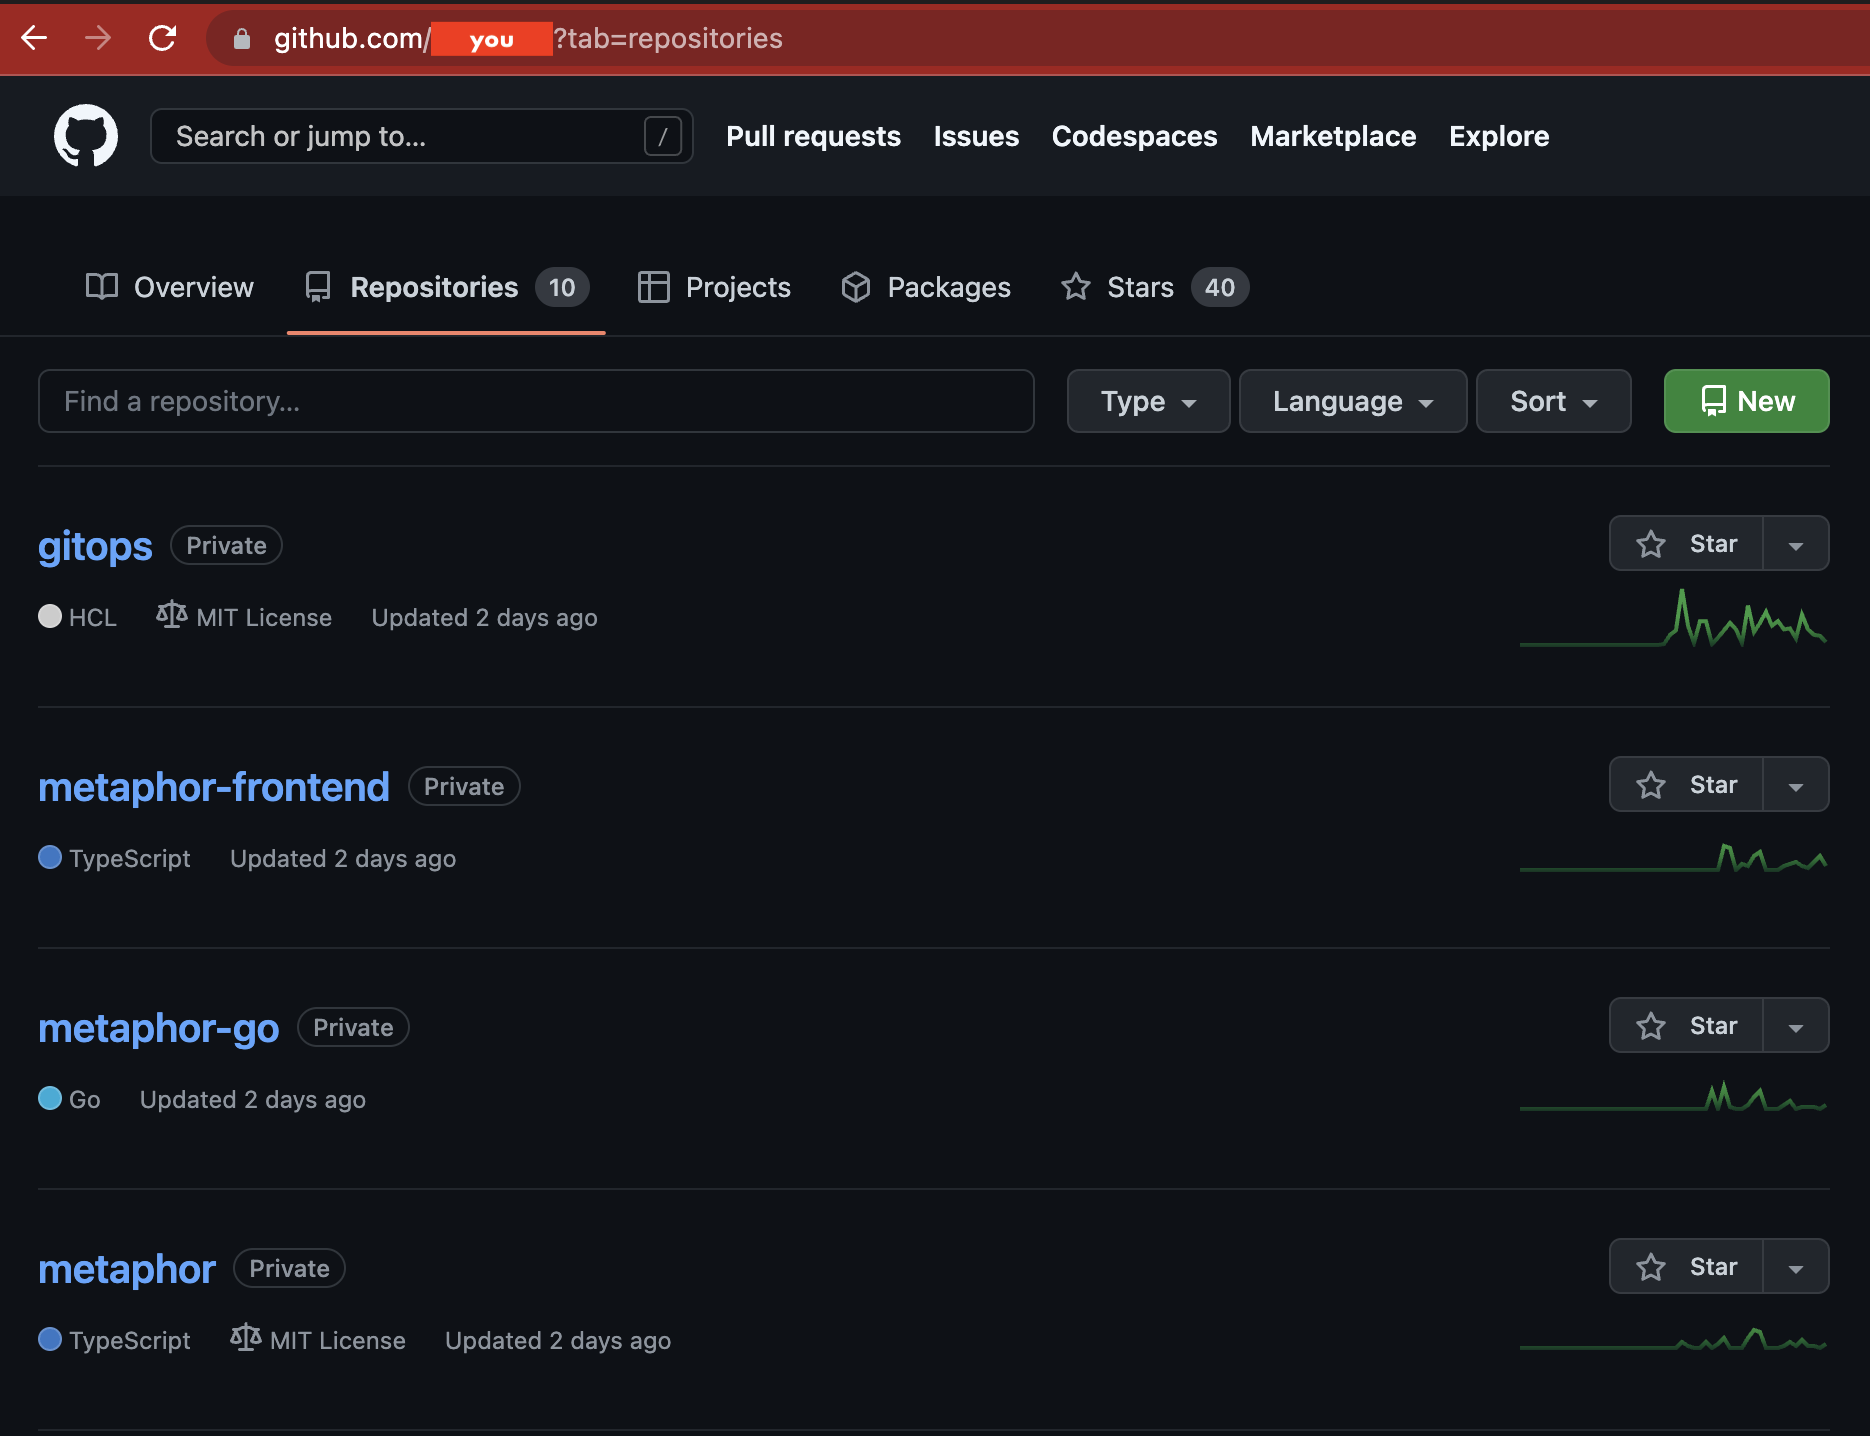 github.com/ you ?tab=repositories
Search or jump to... / Pull requests Issues Codespaces Marketplace Explore
Overview Repositories 10 Projects Packages Stars 40
Find a repository... Type Language Sort New
gitops Private Star
HCL MIT License Updated 2 days ago
metaphor-frontend Private Star
TypeScript Updated 2 days ago
metaphor-go Private Star
Go Updated 2 days ago
metaphor Private Star
TypeScript MIT License Updated 2 days ago